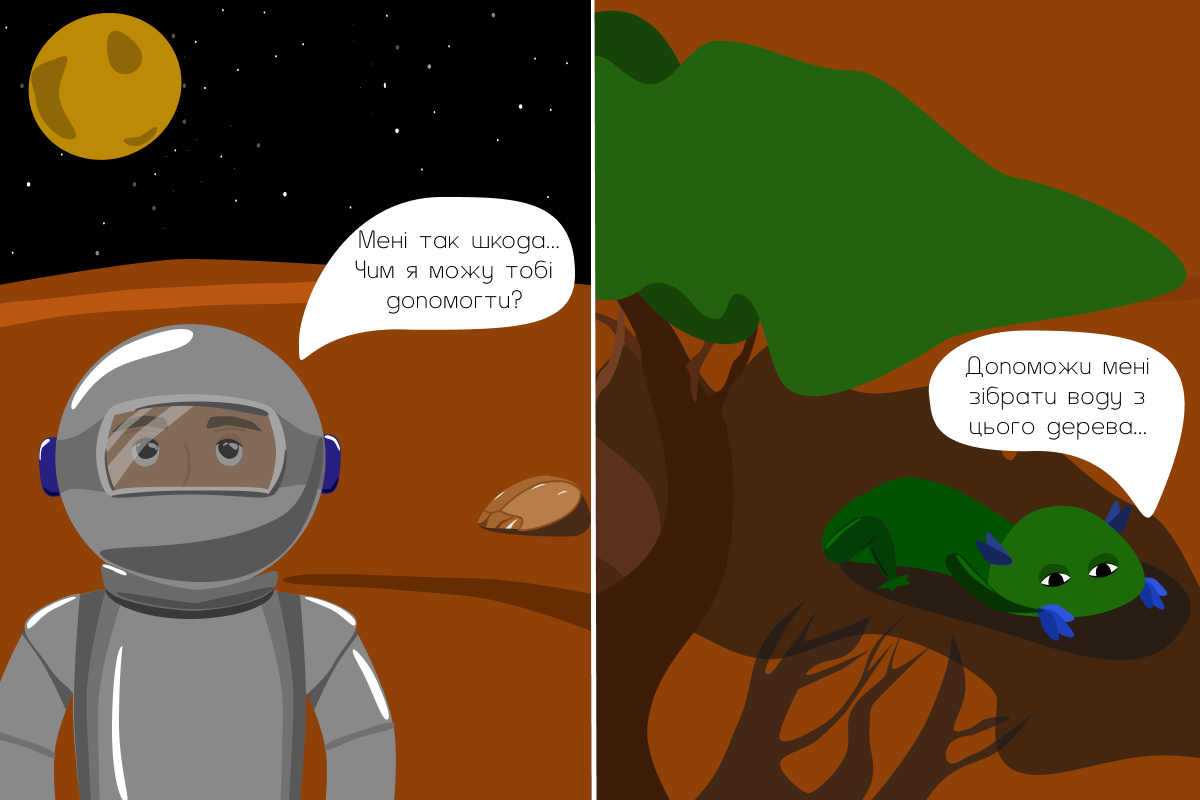 Мені так шкода...
Чим я можу тобі
допомогти?
Допоможи мені
зібрати воду з
цього дерева...